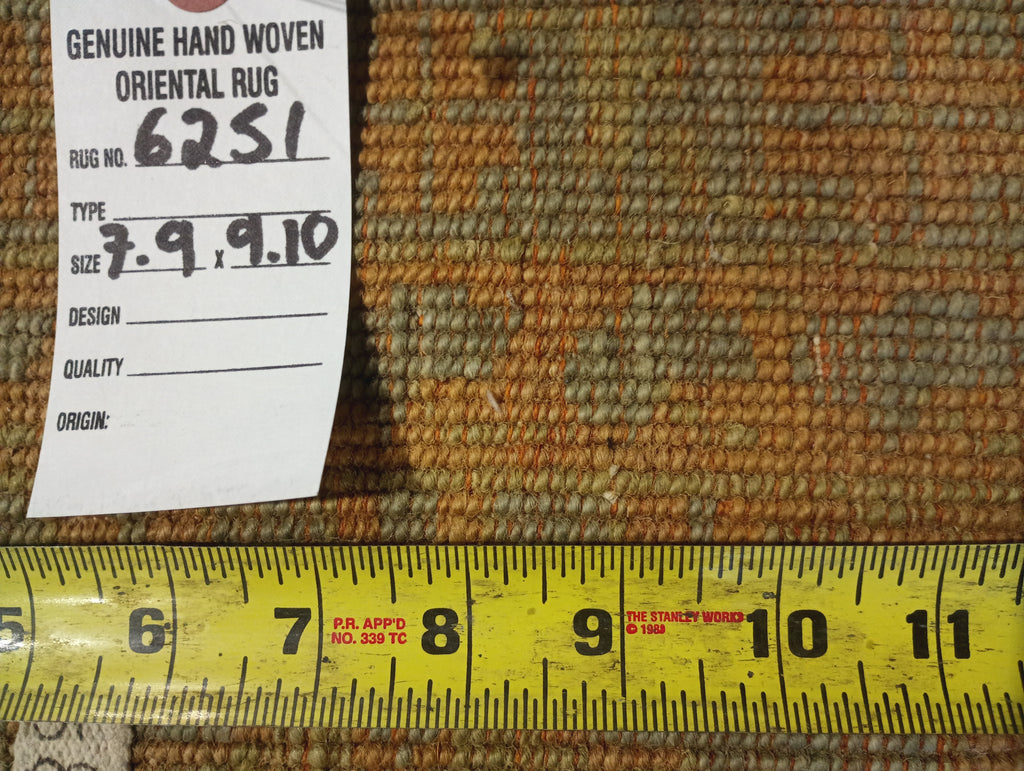 GENUINE HAND WOVEN
ORIENTAL RUG
RUG NO. 6251
TYPE
SIZE 7.9 x 9.10
DESIGN
QUALITY
ORIGIN:
5 6 7 8 9 10 11
P.R. APP'D
NO. 339 TC
THE STANLEY WORKS
© 1989